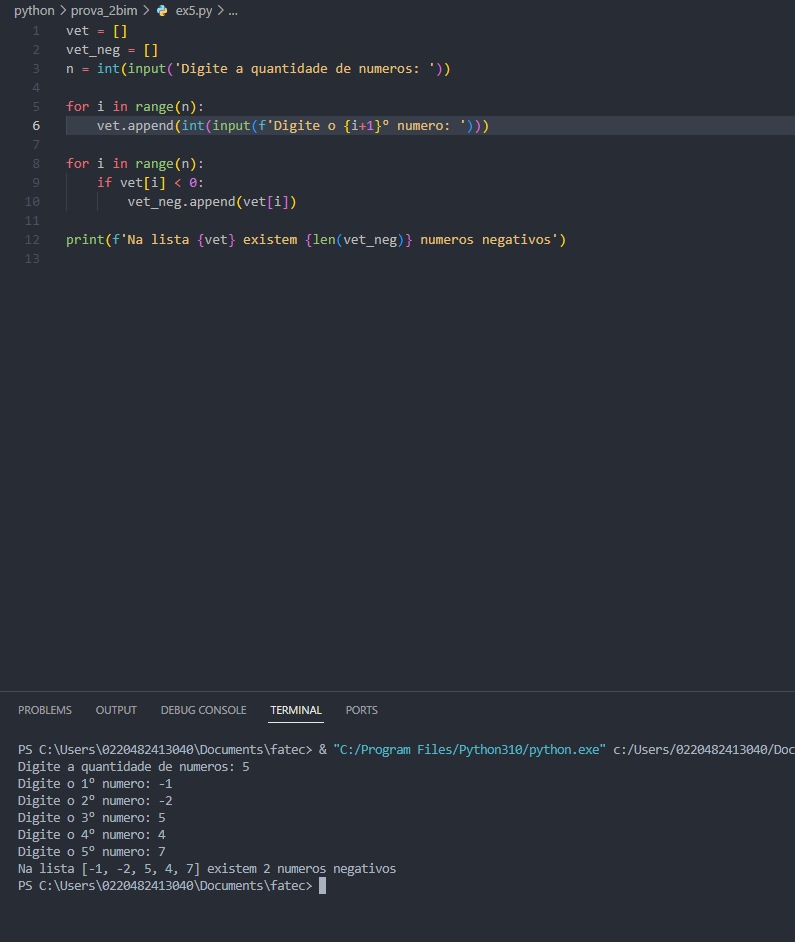 python > prova_2bim > ex5.py > ...
1 vet = []
2 vet_neg = []
3 n = int(input('Digite a quantidade de numeros: '))
4
5 for i in range(n):
6     vet.append(int(input(f'Digite o {i+1}º numero: ')))
7
8 for i in range(n):
9     if vet[i] < 0:
10         vet_neg.append(vet[i])
11
12 print(f'Na lista {vet} existem {len(vet_neg)} numeros negativos')
13
PROBLEMS OUTPUT DEBUG CONSOLE TERMINAL PORTS
PS C:\Users\0220482413040\Documents\fatec> & "C:/Program Files/Python310/python.exe" c:/Users/0220482413040/Doc
Digite a quantidade de numeros: 5
Digite o 1º numero: -1
Digite o 2º numero: -2
Digite o 3º numero: 5
Digite o 4º numero: 4
Digite o 5º numero: 7
Na lista [-1, -2, 5, 4, 7] existem 2 numeros negativos
PS C:\Users\0220482413040\Documents\fatec>